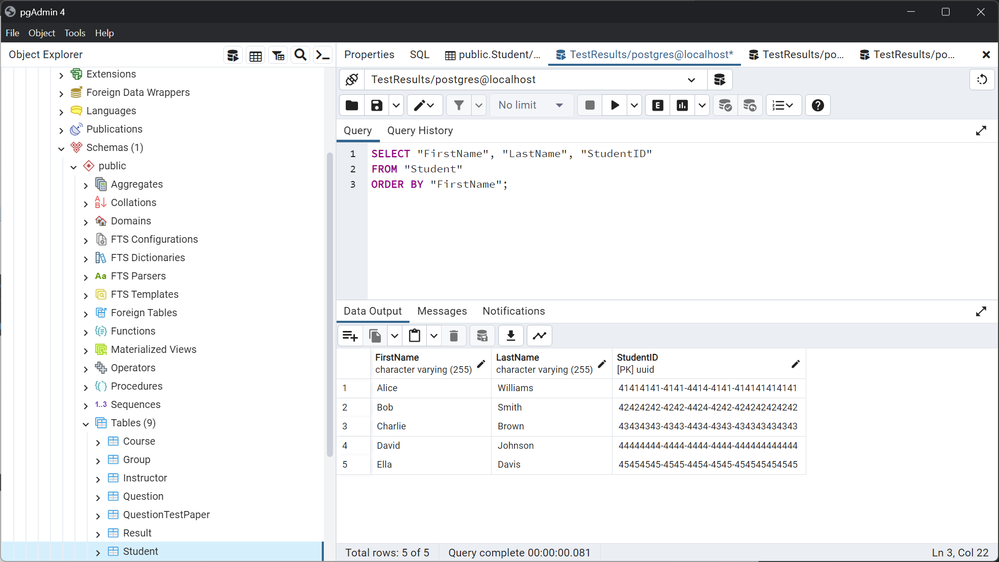 pgAdmin 4
File Object Tools Help
Object Explorer
Extensions
Foreign Data Wrappers
Languages
Publications
Schemas (1)
public
Aggregates
Collations
Domains
FTS Configurations
FTS Dictionaries
Aa FTS Parsers
FTS Templates
Foreign Tables
Functions
Materialized Views
Operators
Procedures
1..3 Sequences
Tables (9)
Course
Group
Instructor
Question
QuestionTestPaper
Result
Student
Properties SQL public.Student/... TestResults/postgres@localhost* TestResults/po... TestResults/po...
TestResults/postgres@localhost
No limit
E
Query Query History
1 SELECT "FirstName", "LastName", "StudentID"
2 FROM "Student"
3 ORDER BY "FirstName";
Data Output Messages Notifications
FirstName LastName StudentID
character varying (255) character varying (255) [PK] uuid
1 Alice Williams 41414141-4141-4414-4141-414141414141
2 Bob Smith 42424242-4242-4424-4242-424242424242
3 Charlie Brown 43434343-4343-4434-4343-434343434343
4 David Johnson 44444444-4444-4444-4444-444444444444
5 Ella Davis 45454545-4545-4454-4545-454545454545
Total rows: 5 of 5 Query complete 00:00:00.081 Ln 3, Col 22